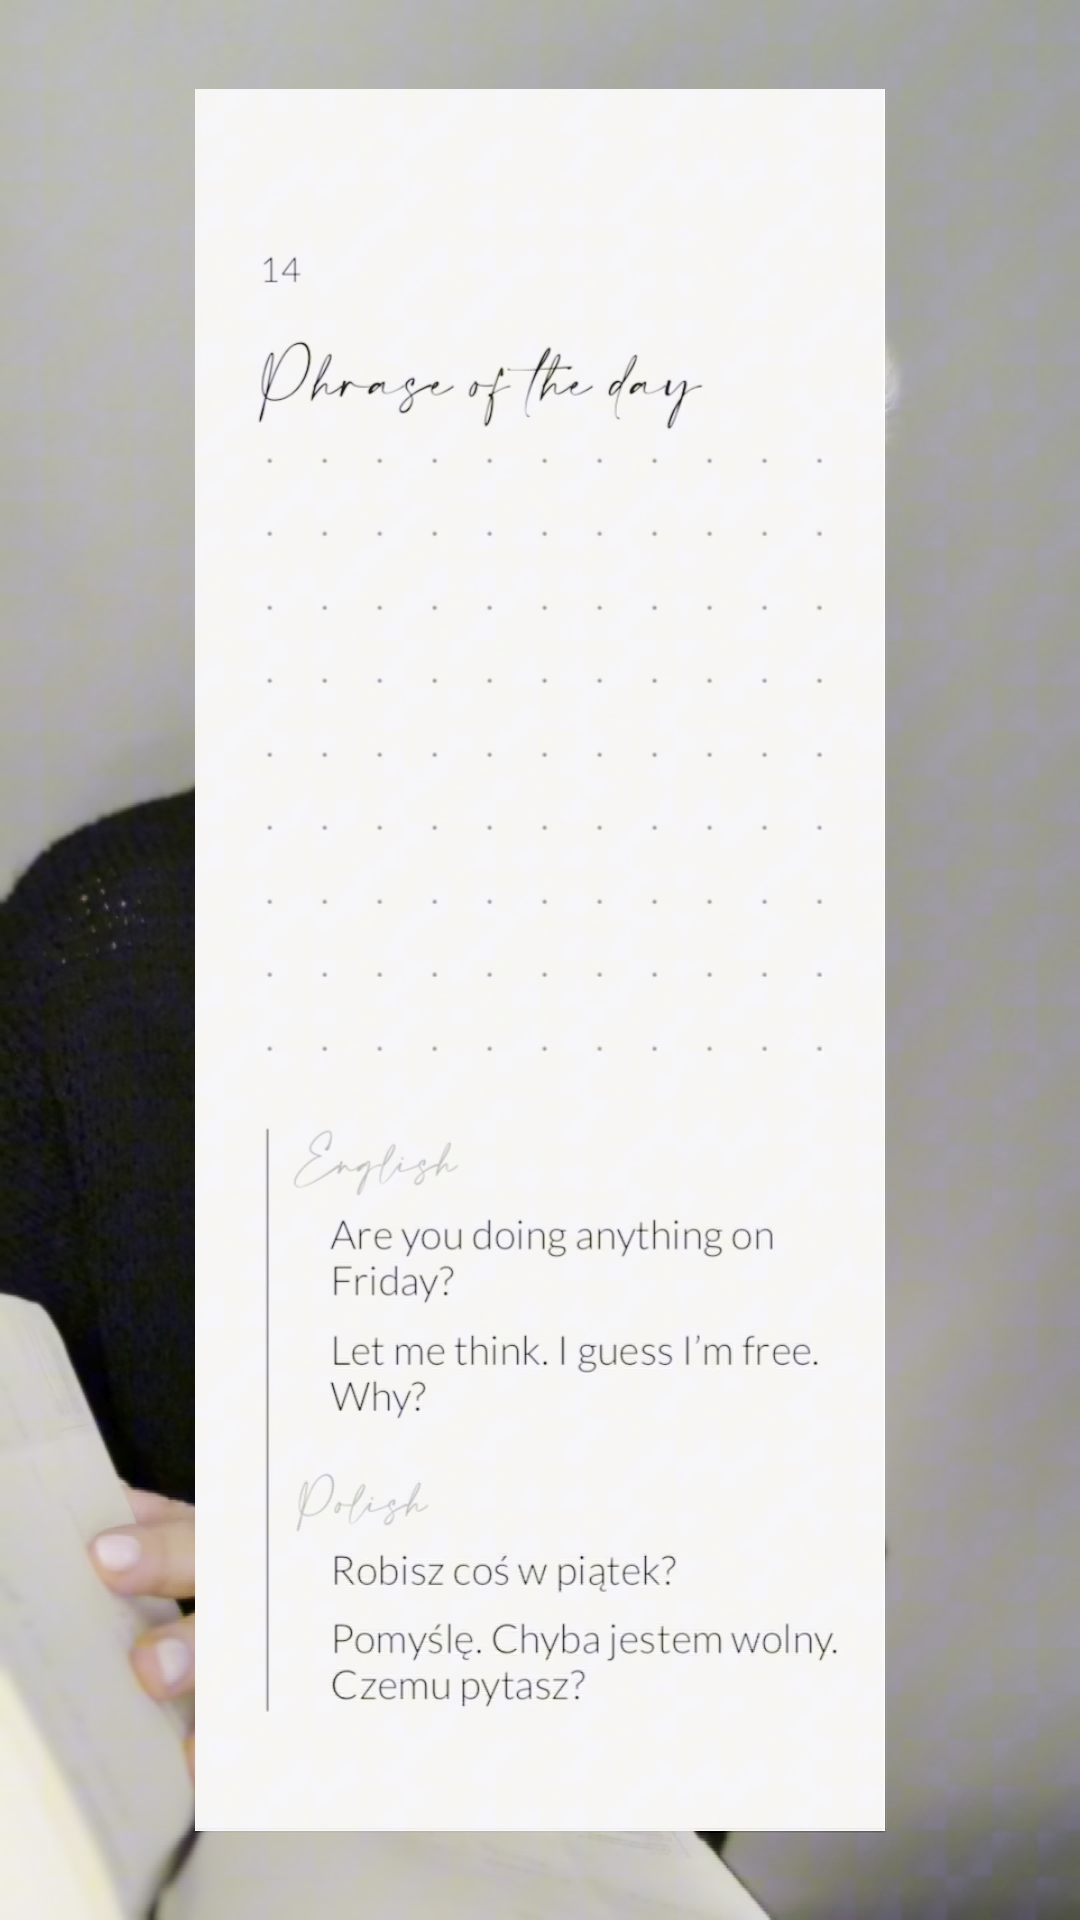 14
Phrase of the day
English
Are you doing anything on
Friday?
Let me think. I guess I’m free.
Why?
Polish
Robisz coś w piątek?
Pomyślę. Chyba jestem wolny.
Czemu pytasz?